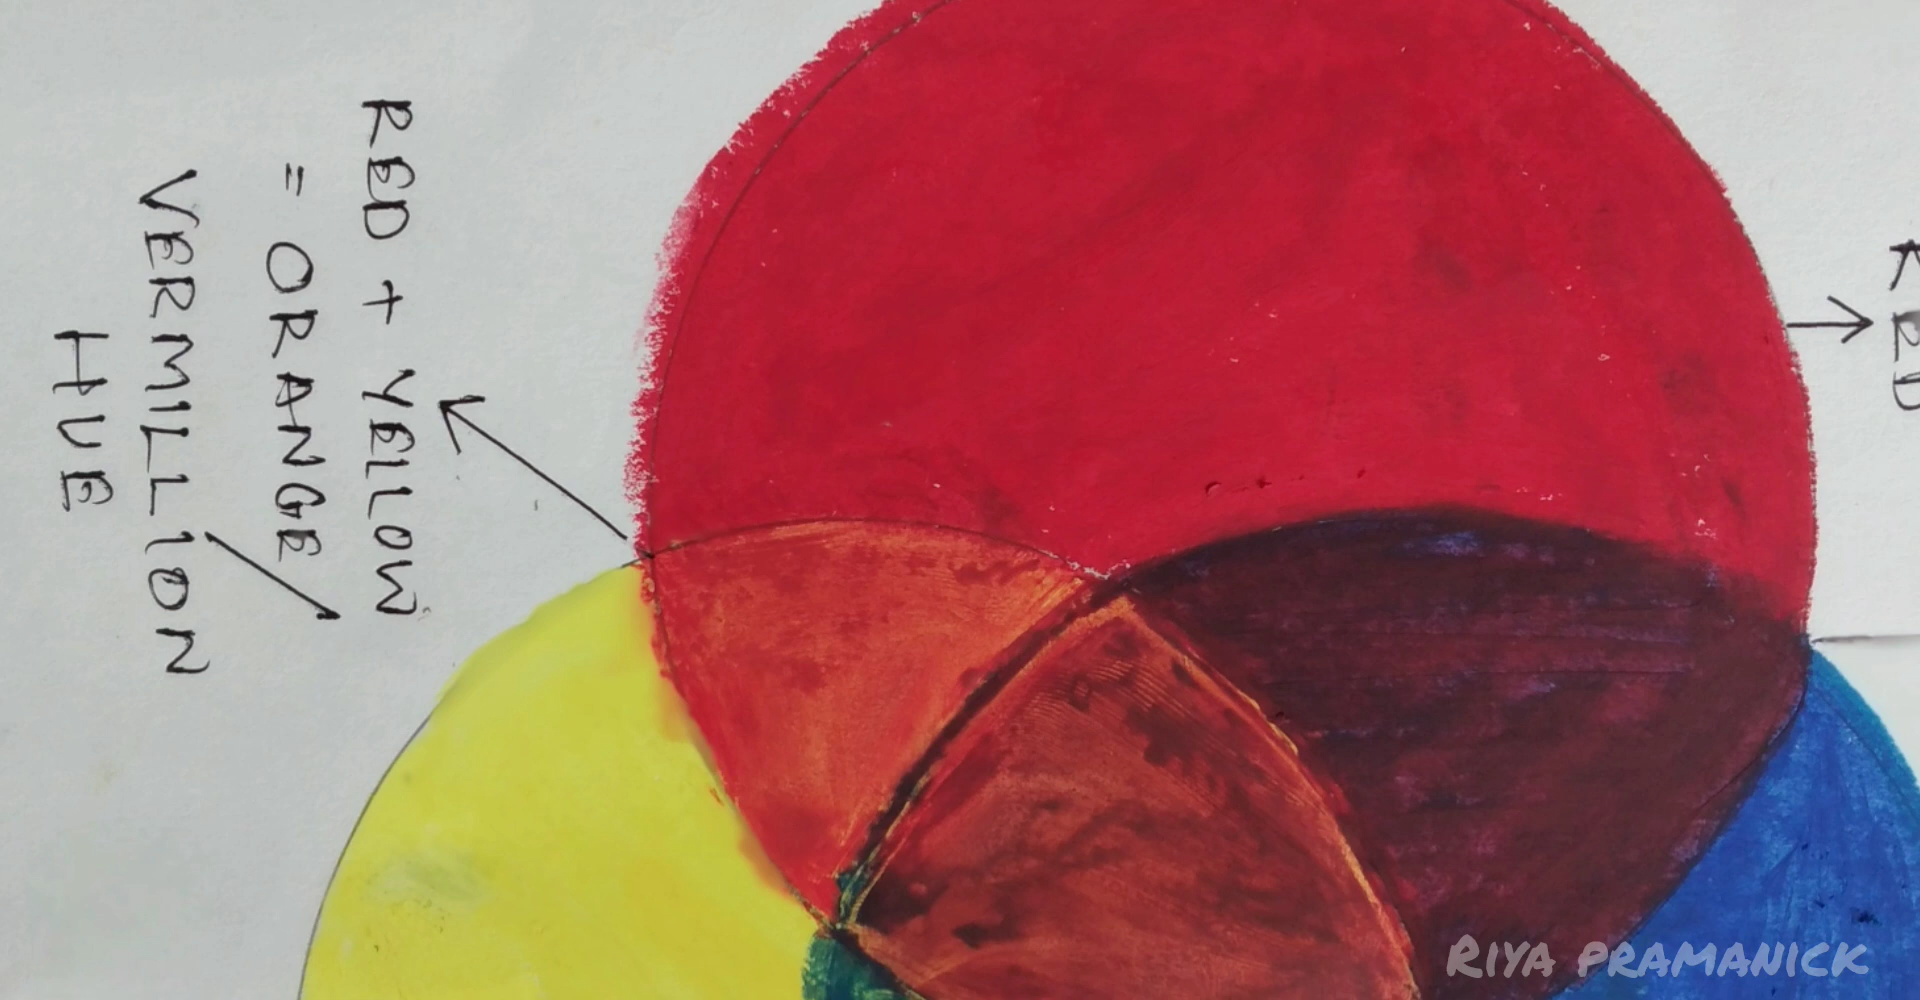 RED + YELLOW
= ORANGE /
VERMILLION
HUE
RED
RIYA PRAMANICK